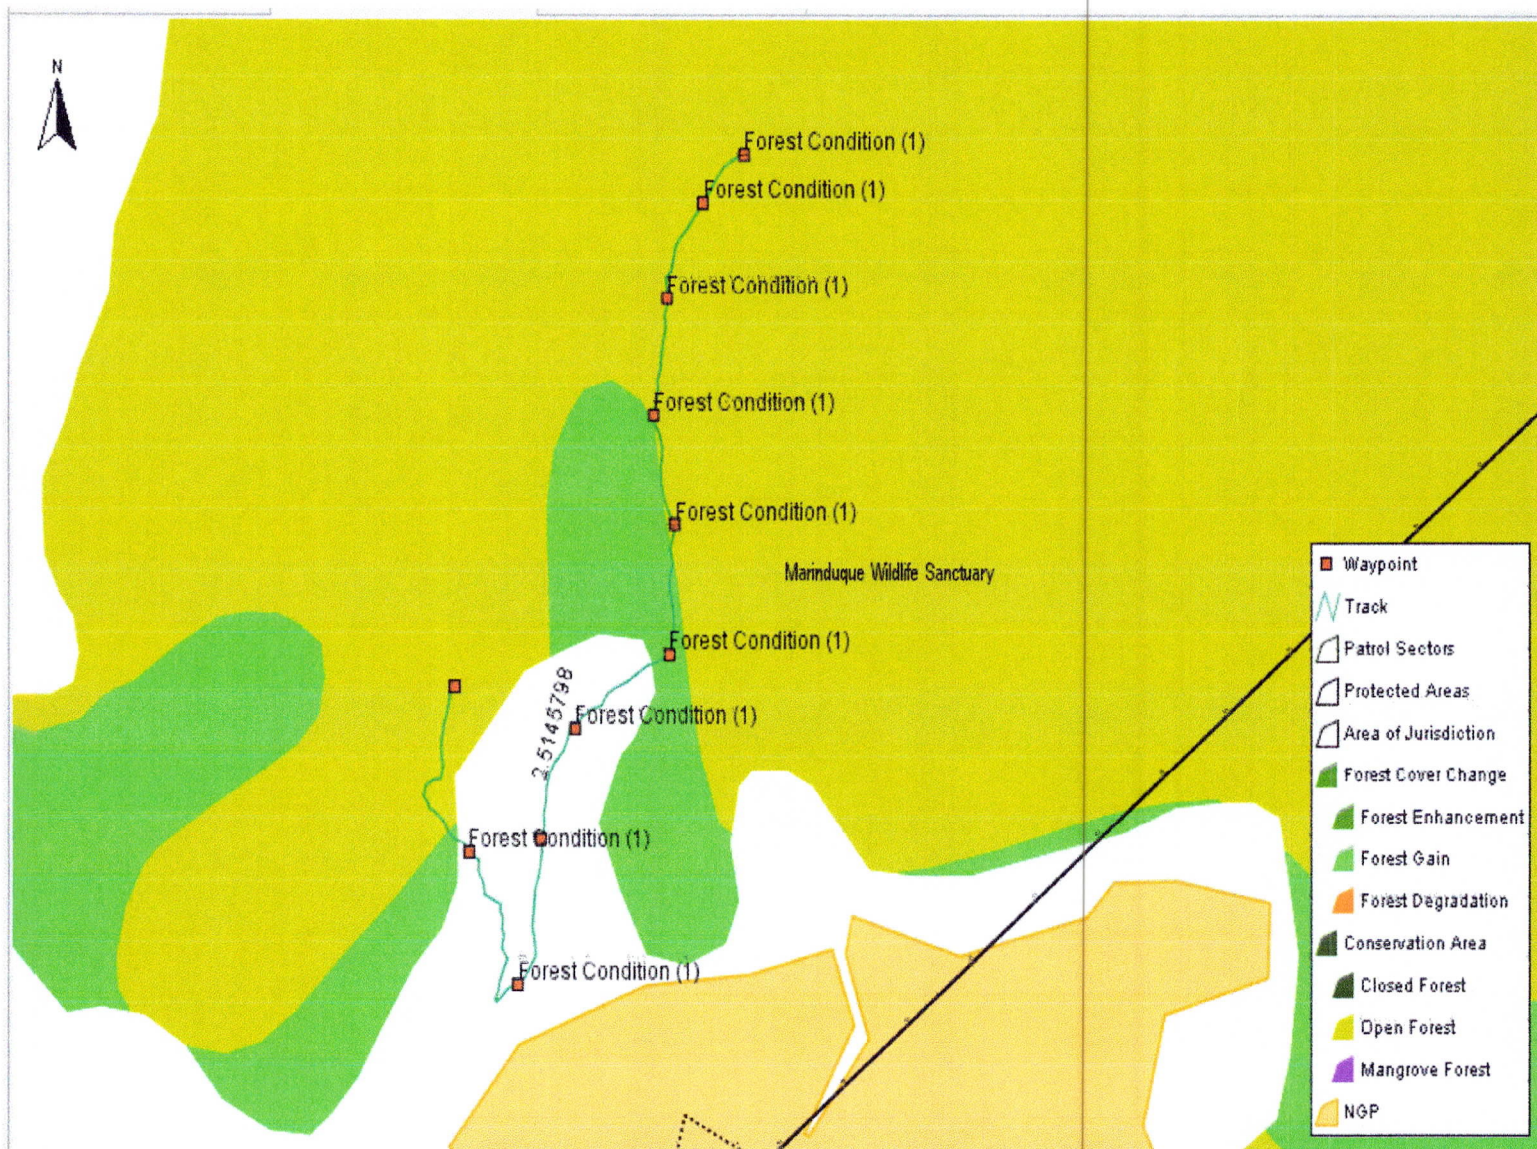 N
Forest Condition (1)
Forest Condition (1)
Forest Condition (1)
Forest Condition (1)
Forest Condition (1)
Marinduque Wildlife Sanctuary
Forest Condition (1)
2.5145798
Forest Condition (1)
Forest Condition (1)
Forest Condition (1)
Waypoint
Track
Patrol Sectors
Protected Areas
Area of Jurisdiction
Forest Cover Change
Forest Enhancement
Forest Gain
Forest Degradation
Conservation Area
Closed Forest
Open Forest
Mangrove Forest
NGP